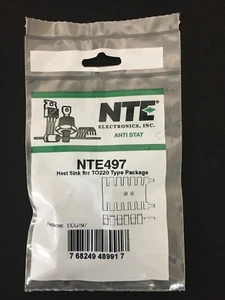 NTE
ELECTRONICS, INC.
ANTI STAT
NTE497
Heat Sink for TO220 Type Package
7 68249 48991 7